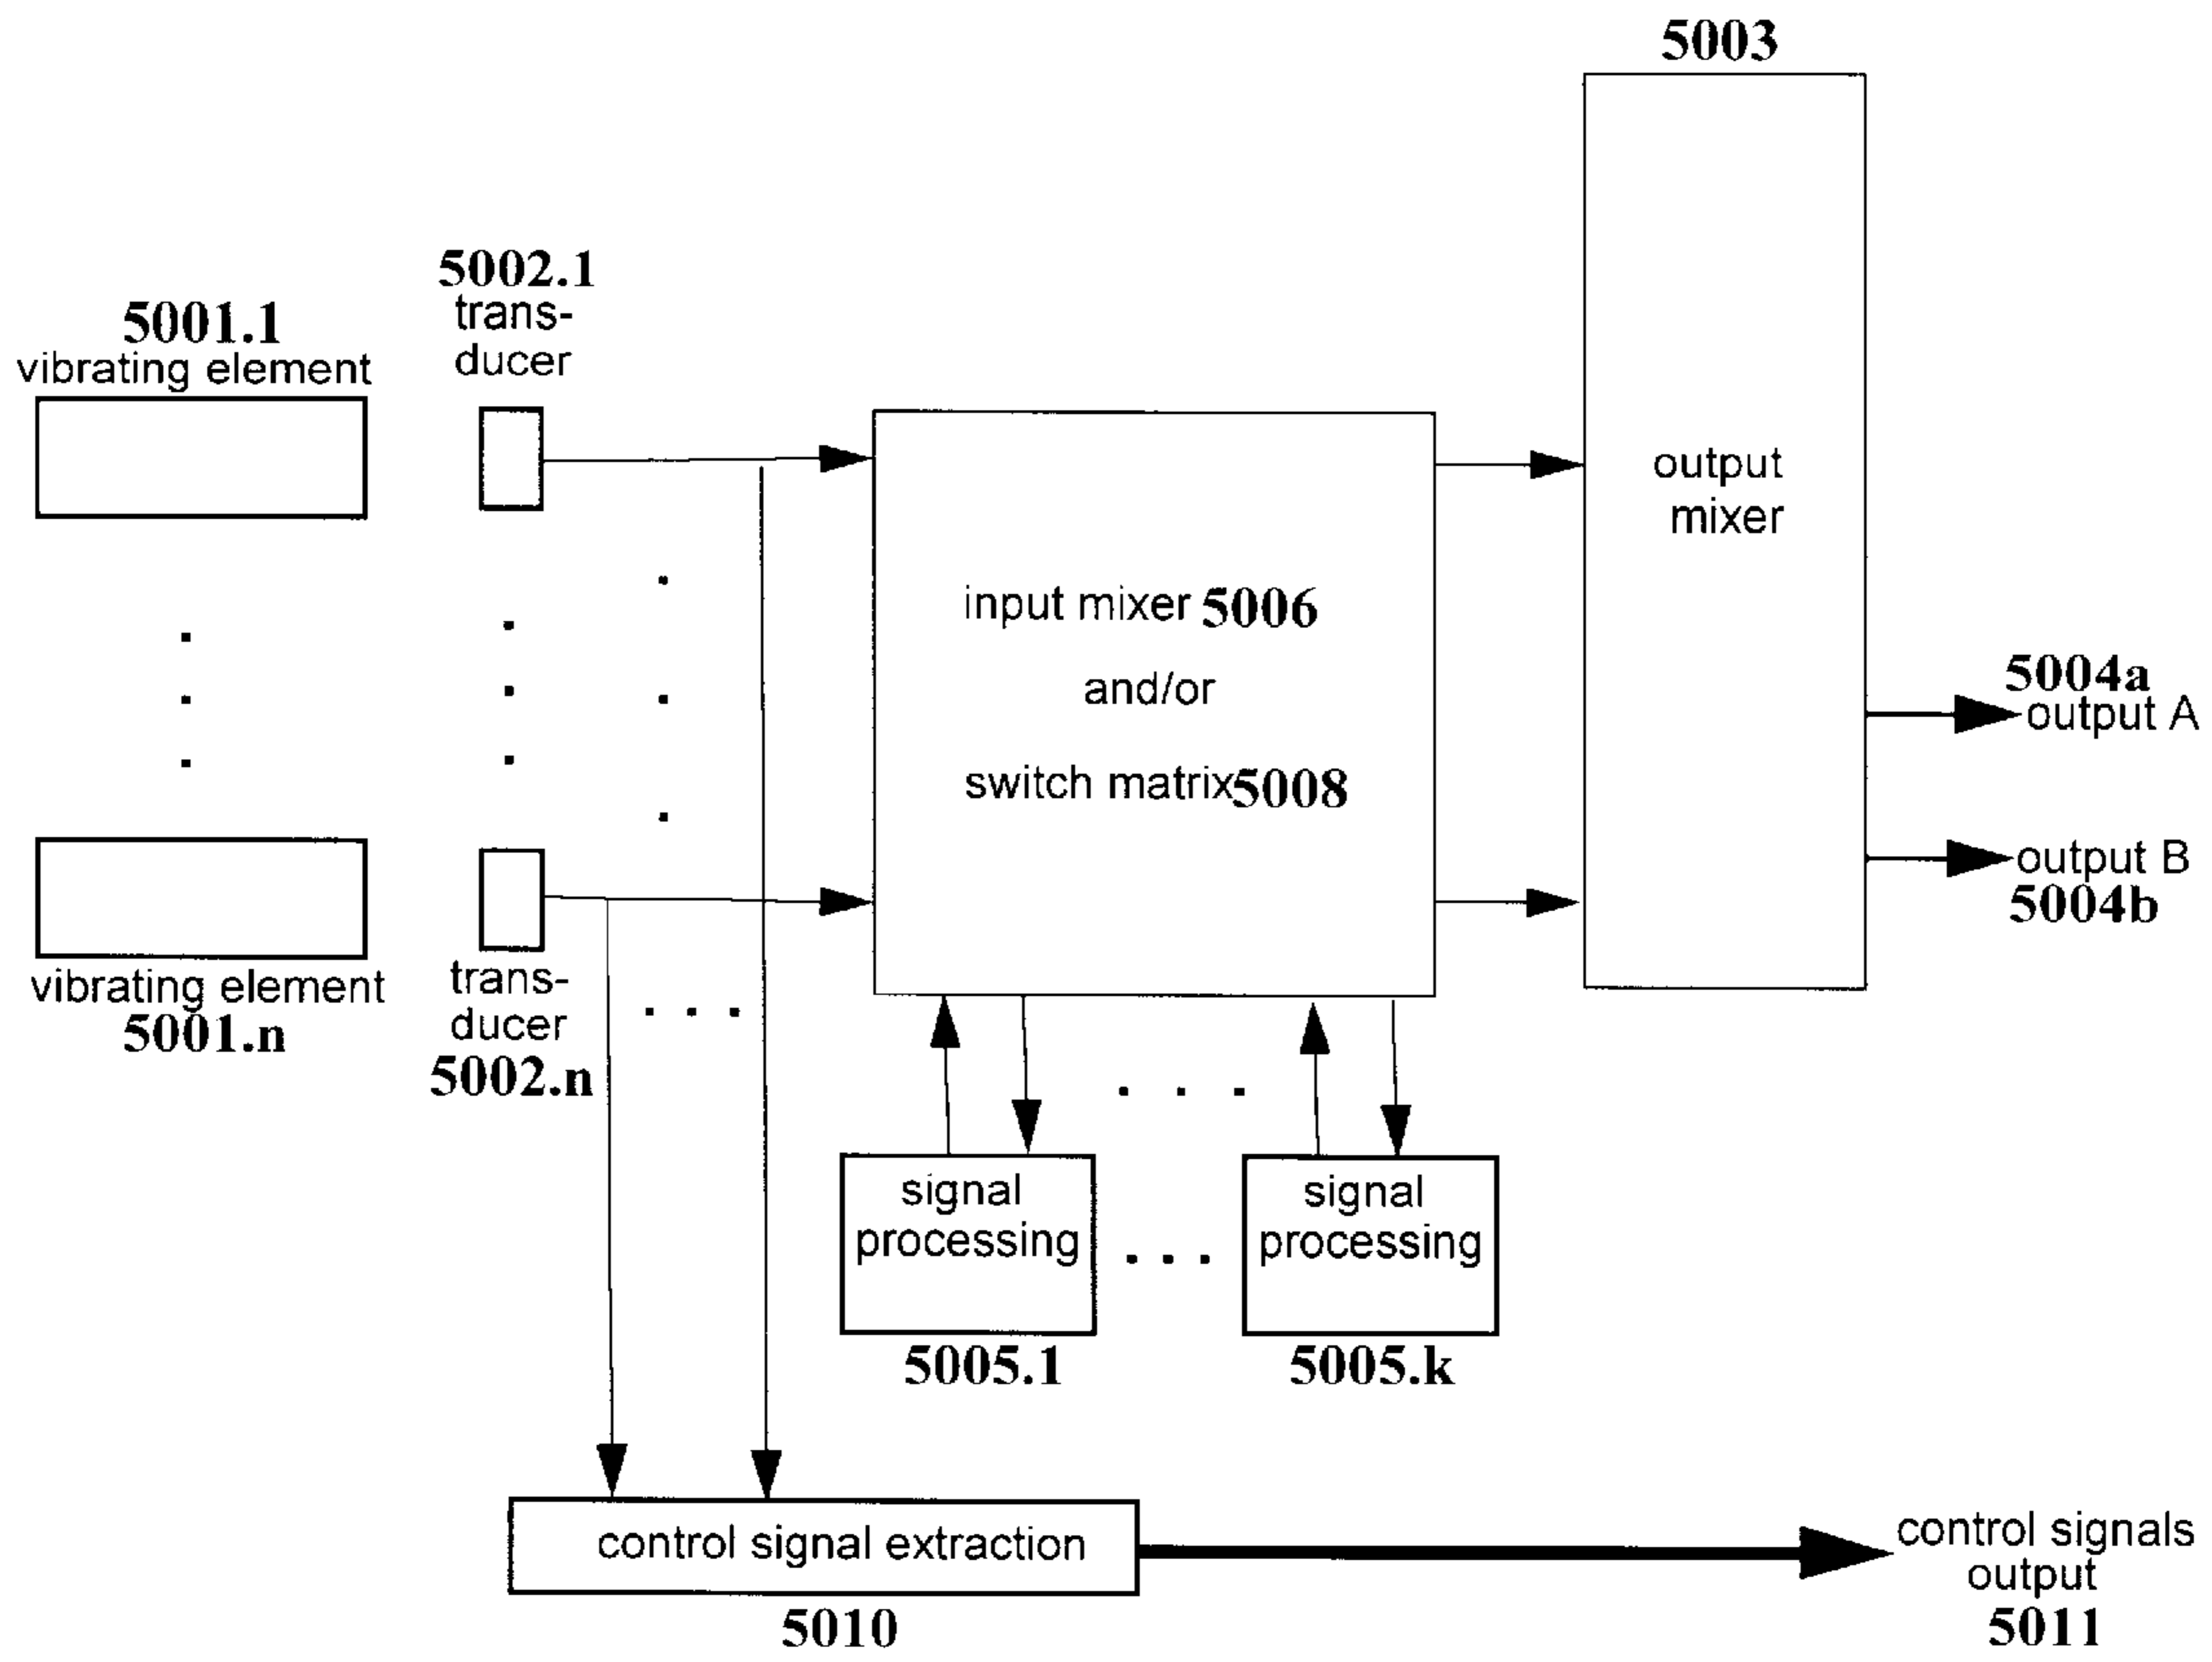 5003
5002.1
trans-
ducer
5001.1
vibrating element
output
mixer
input mixer 5006
and/or
switch matrix5008
5004a
output A
output B
5004b
vibrating element
5001.n
trans-
ducer
5002.n
signal
processing
5005.1
signal
processing
5005.k
control signal extraction
5010
control signals
output
5011